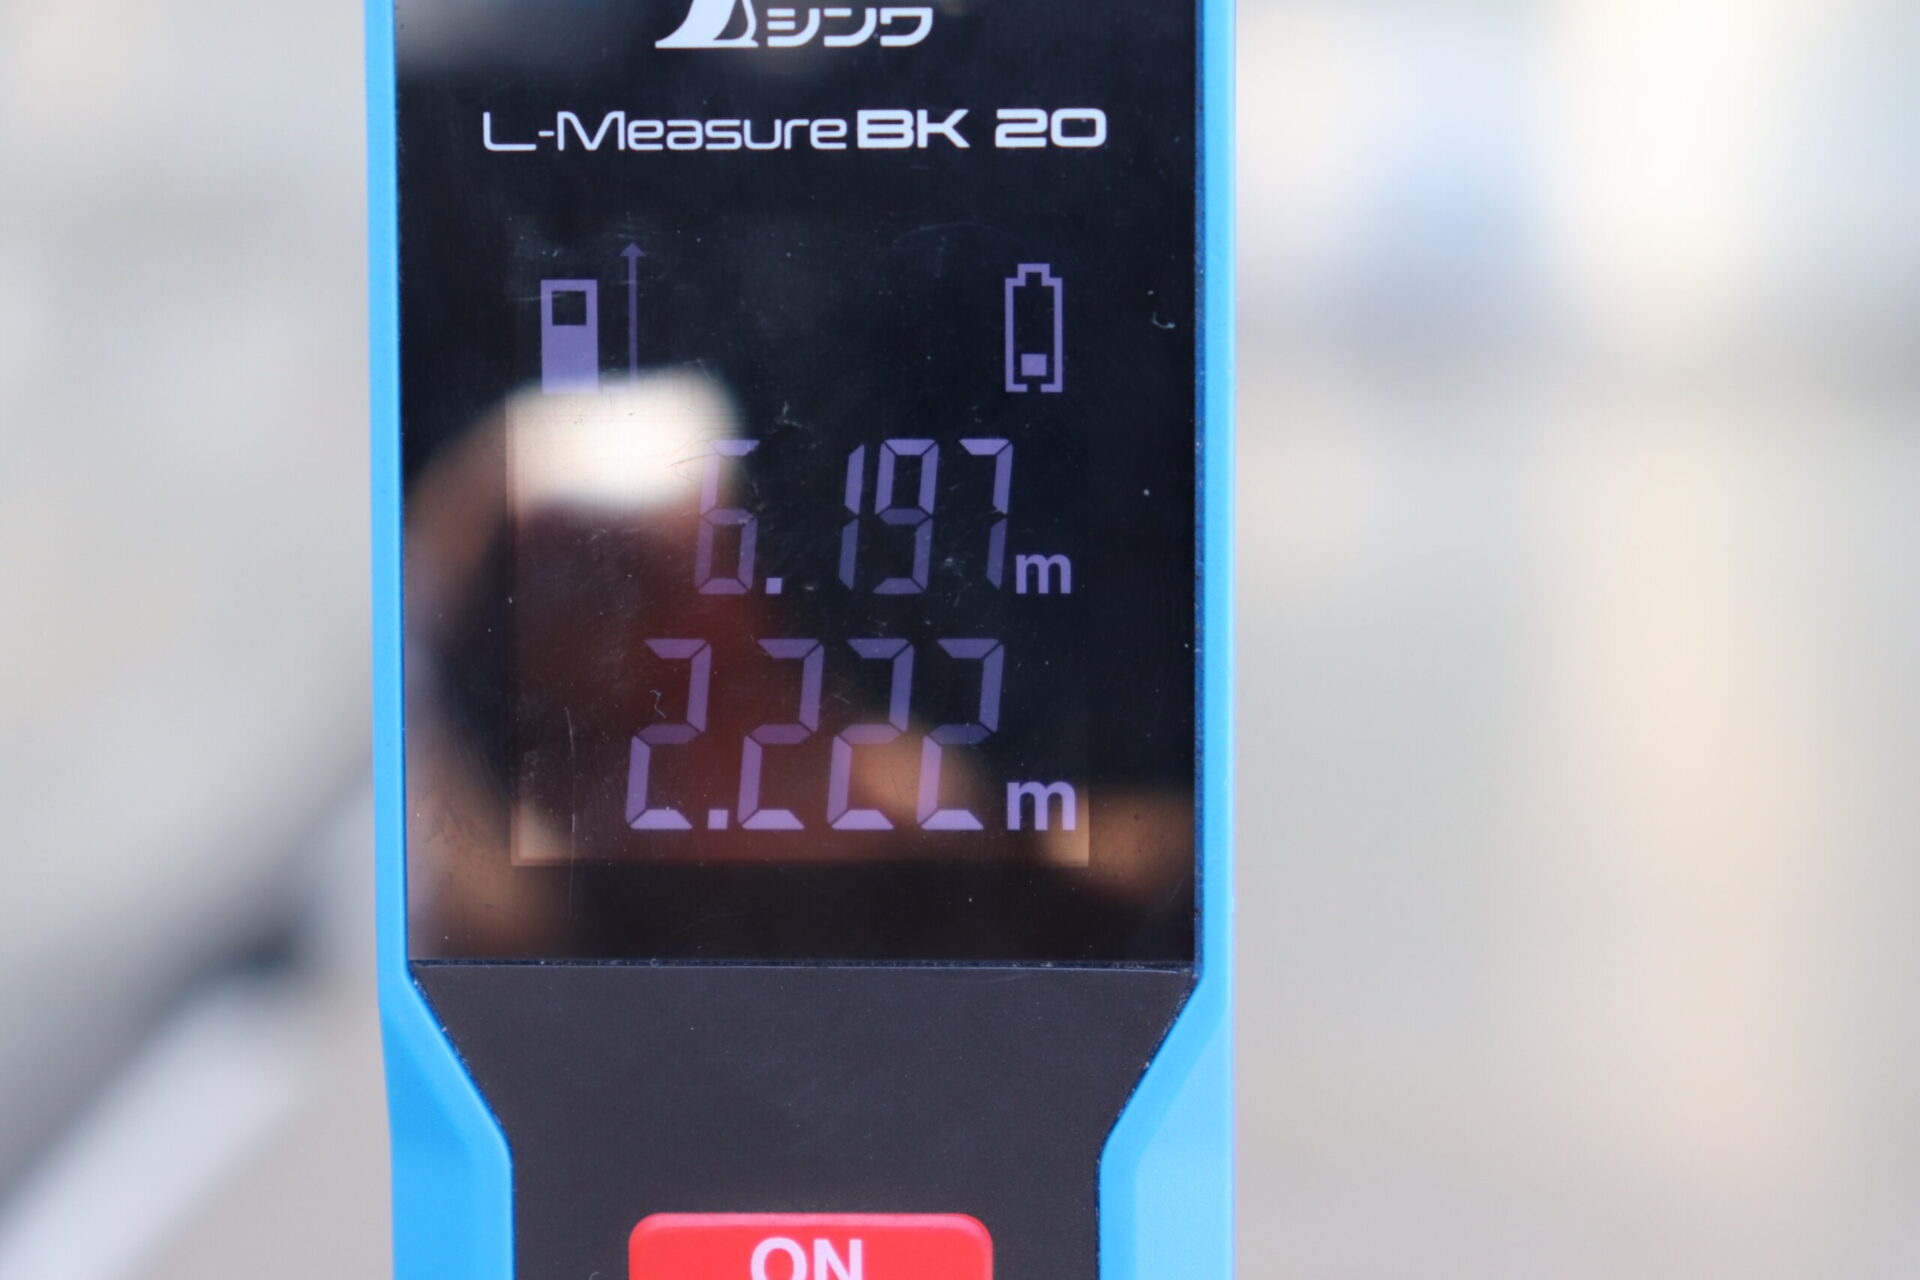 シンワ
L-Measure BK 20
6.197m
2.222m
ON